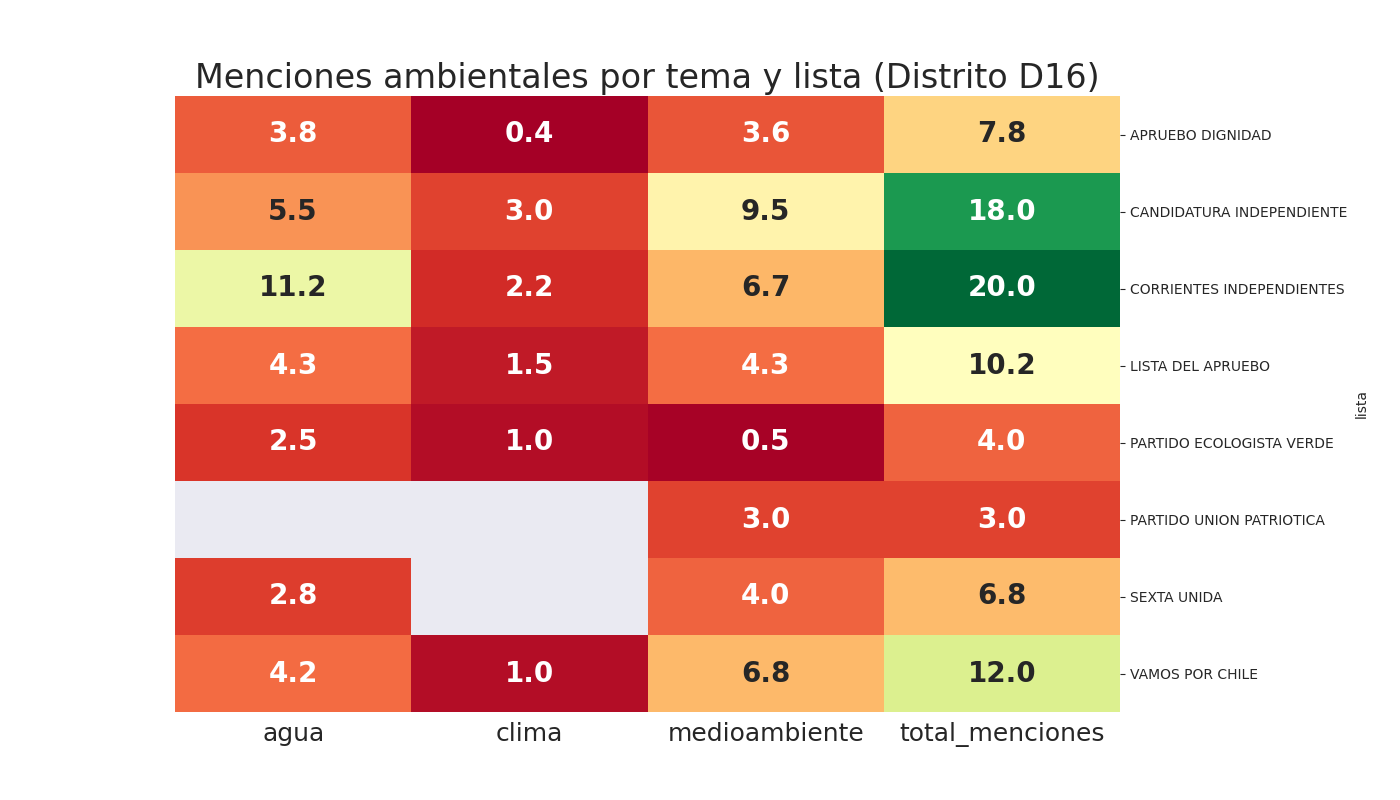 Menciones ambientales por tema y lista (Distrito D16)
3.8 0.4 3.6 7.8 APRUEBO DIGNIDAD
5.5 3.0 9.5 18.0 CANDIDATURA INDEPENDIENTE
11.2 2.2 6.7 20.0 CORRIENTES INDEPENDIENTES
4.3 1.5 4.3 10.2 LISTA DEL APRUEBO
lista
2.5 1.0 0.5 4.0 PARTIDO ECOLOGISTA VERDE
3.0 3.0 PARTIDO UNION PATRIOTICA
2.8 4.0 6.8 SEXTA UNIDA
4.2 1.0 6.8 12.0 VAMOS POR CHILE
agua clima medioambiente total_menciones